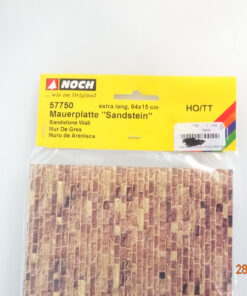 NOCH
... wie im Original
57750 extra lang, 64x15 cm
Mauerplatte "Sandstein"
HO/TT
Sandstone Wall
Mur De Gres
Muro de Arenisca
28